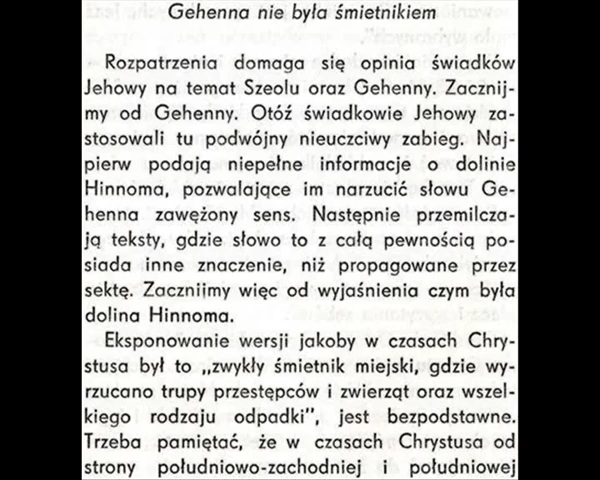 Gehenna nie była śmietnikiem
Rozpatrzenia domaga się opinia świadków
Jehowy na temat Szeolu oraz Gehenny. Zacznij-
my od Gehenny. Otóż świadkowie Jehowy za-
stosowali tu podwójny nieuczciwy zabieg. Naj-
pierw podają niepełne informacje o dolinie
Hinnoma, pozwalające im narzucić słowu Ge-
henna zawężony sens. Następnie przemilcza-
ją teksty, gdzie słowo to z całą pewnością po-
siada inne znaczenie, niż propagowane przez
sektę. Zacznijmy więc od wyjaśnienia czym była
dolina Hinnoma.
Eksponowanie wersji jakoby w czasach Chry-
stusa był to „zwykły śmietnik miejski, gdzie wy-
rzucano trupy przestępców i zwierząt oraz wszel-
kiego rodzaju odpadki", jest bezpodstawne.
Trzeba pamiętać, że w czasach Chrystusa od
strony południowo-zachodniej i południowej